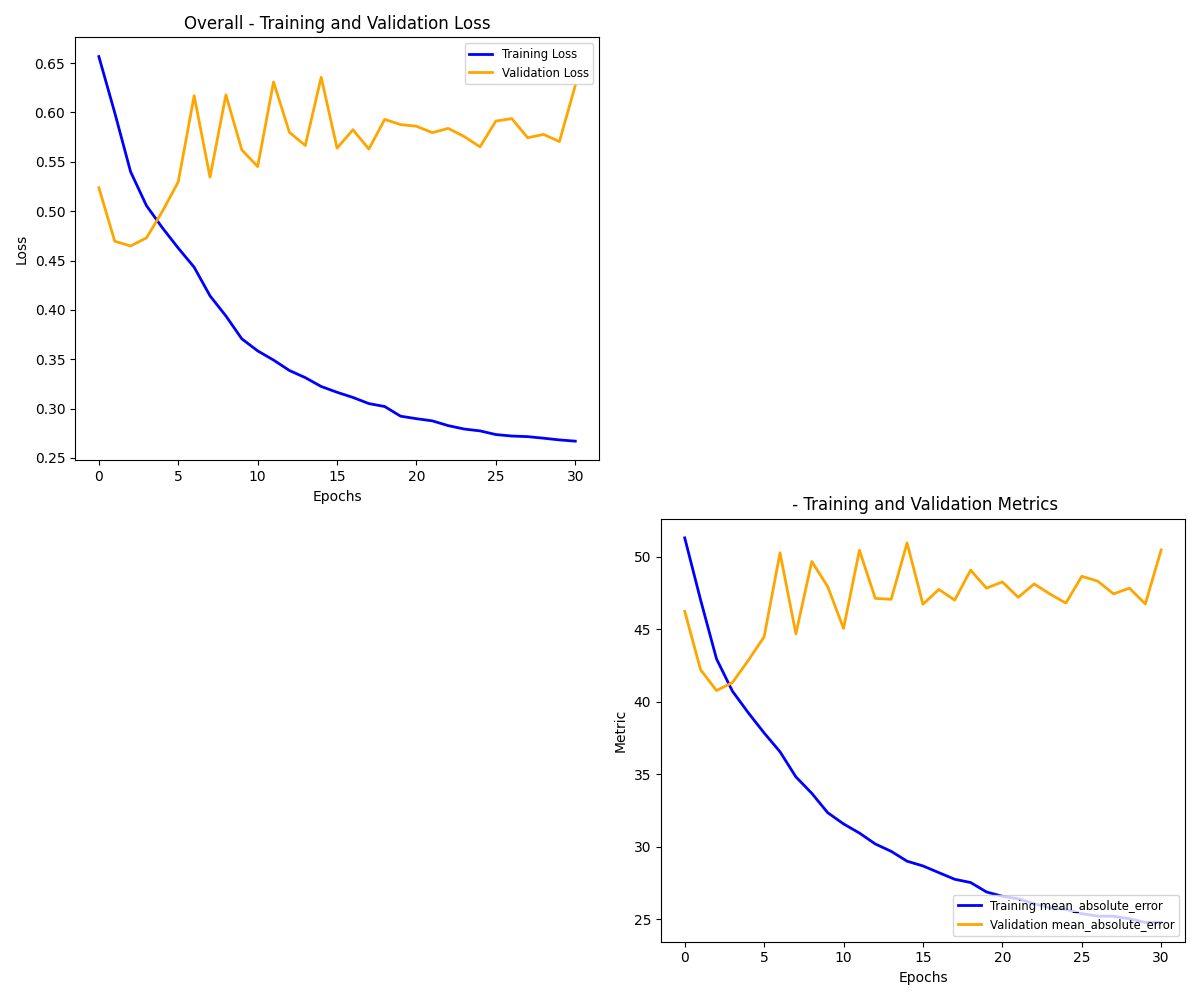 Overall - Training and Validation Loss
Training Loss
Validation Loss
0.65
0.60
0.55
0.50
0.45
0.40
0.35
0.30
0.25
Loss
0 5 10 15 20 25 30
Epochs
- Training and Validation Metrics
50
45
40
35
30
25
Metric
Training mean_absolute_error
Validation mean_absolute_error
0 5 10 15 20 25 30
Epochs